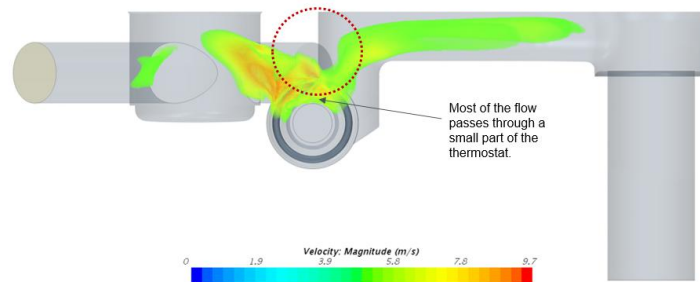 Most of the flow
passes through a
small part of the
thermostat.
Velocity: Magnitude (m/s)
0 1.9 3.9 5.8 7.8 9.7